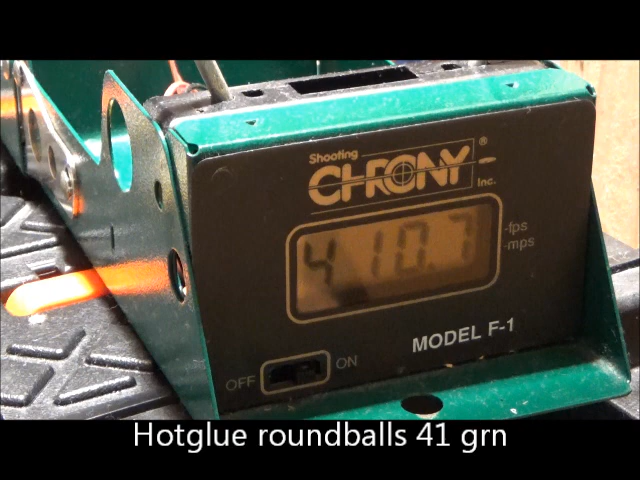 Shooting
CHRONY ®
Inc.
410.7
-fps
-mps
MODEL F-1
OFF ON
Hotglue roundballs 41 grn